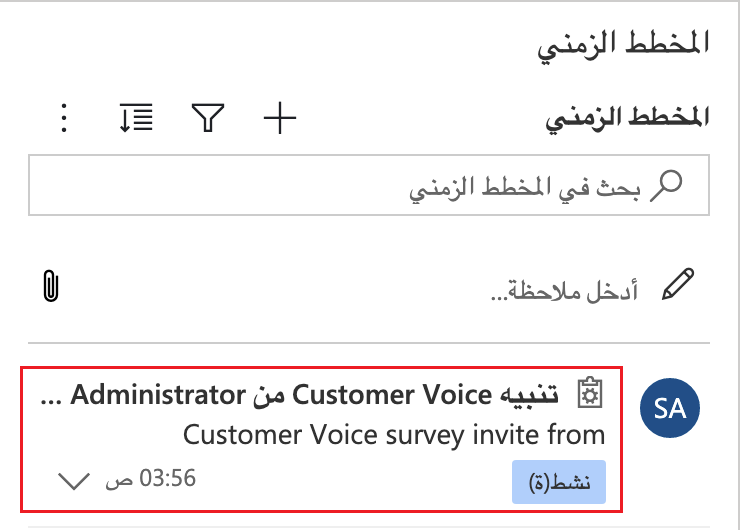 المخطط الزمني
المخطط الزمني
بحث في المخطط الزمني
أدخل ملاحظة...
تنبيه Customer Voice من Administrator ...
SA
Customer Voice survey invite from
نشط(ة)
03:56 ص